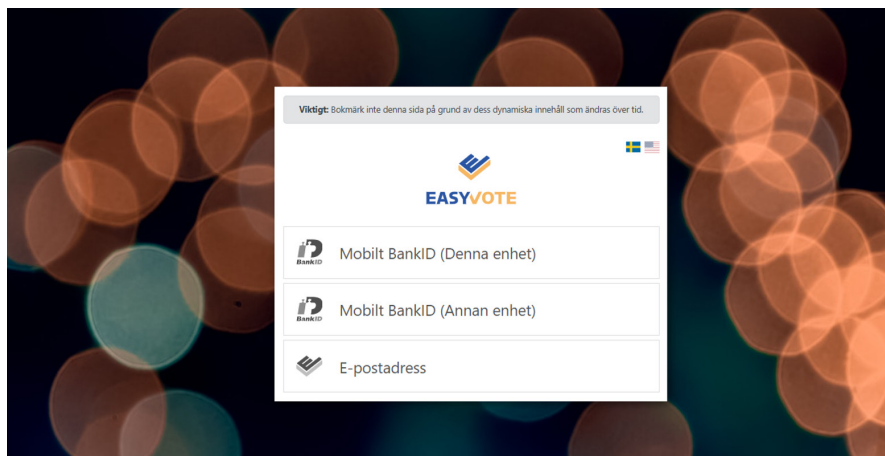 Viktigt: Bokmärk inte denna sida på grund av dess dynamiska innehåll som ändras över tid.
EASYVOTE
BankID
Mobilt BankID (Denna enhet)
BankID
Mobilt BankID (Annan enhet)
E-postadress